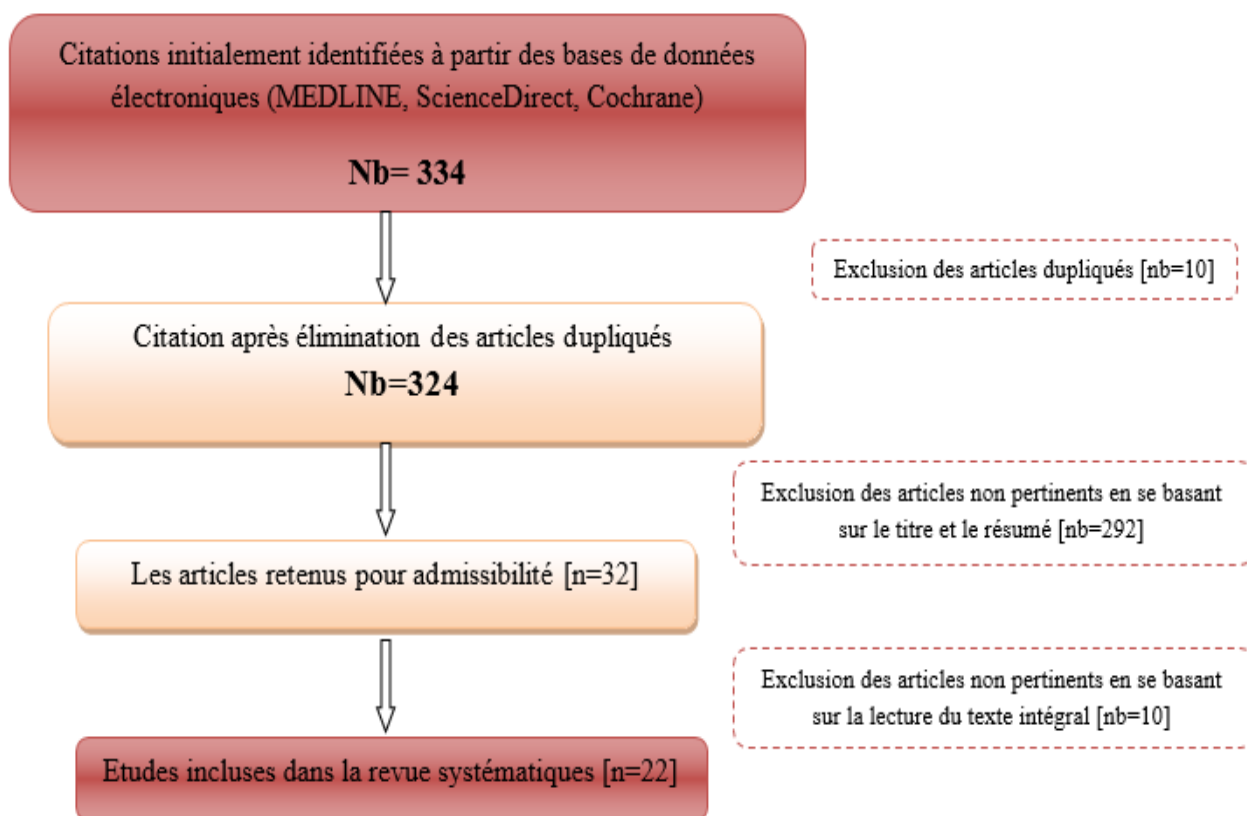 Citations initialement identifiées à partir des bases de données
électroniques (MEDLINE, ScienceDirect, Cochrane)
Nb= 334
Exclusion des articles dupliqués [nb=10]
Citation après élimination des articles dupliqués
Nb=324
Exclusion des articles non pertinents en se basant
sur le titre et le résumé [nb=292]
Les articles retenus pour admissibilité [n=32]
Exclusion des articles non pertinents en se basant
sur la lecture du texte intégral [nb=10]
Etudes incluses dans la revue systématiques [n=22]